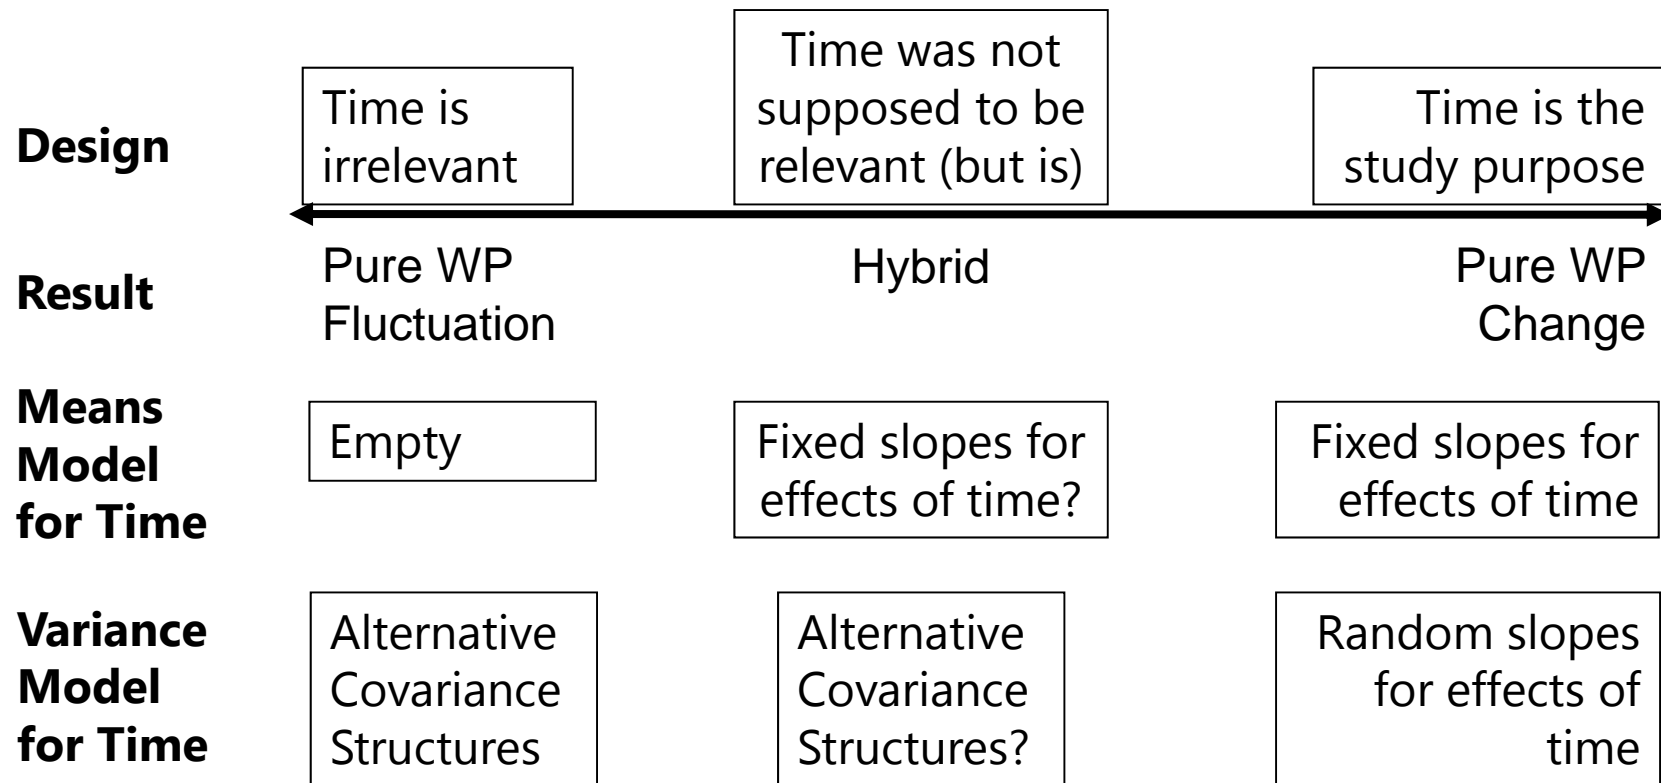 Design
Time is
irrelevant
Time was not
supposed to be
relevant (but is)
Time is the
study purpose
Result
Pure WP
Fluctuation
Hybrid
Pure WP
Change
Means
Model
for Time
Empty
Fixed slopes for
effects of time?
Fixed slopes for
effects of time
Variance
Model
for Time
Alternative
Covariance
Structures
Alternative
Covariance
Structures?
Random slopes
for effects of
time